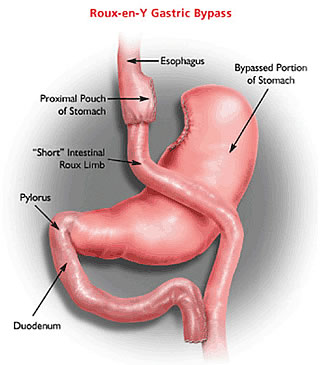 Roux-en-Y Gastric Bypass
Esophagus
Bypassed Portion
of Stomach
Proximal Pouch
of Stomach
“Short” Intestinal
Roux Limb
Pylorus
Duodenum